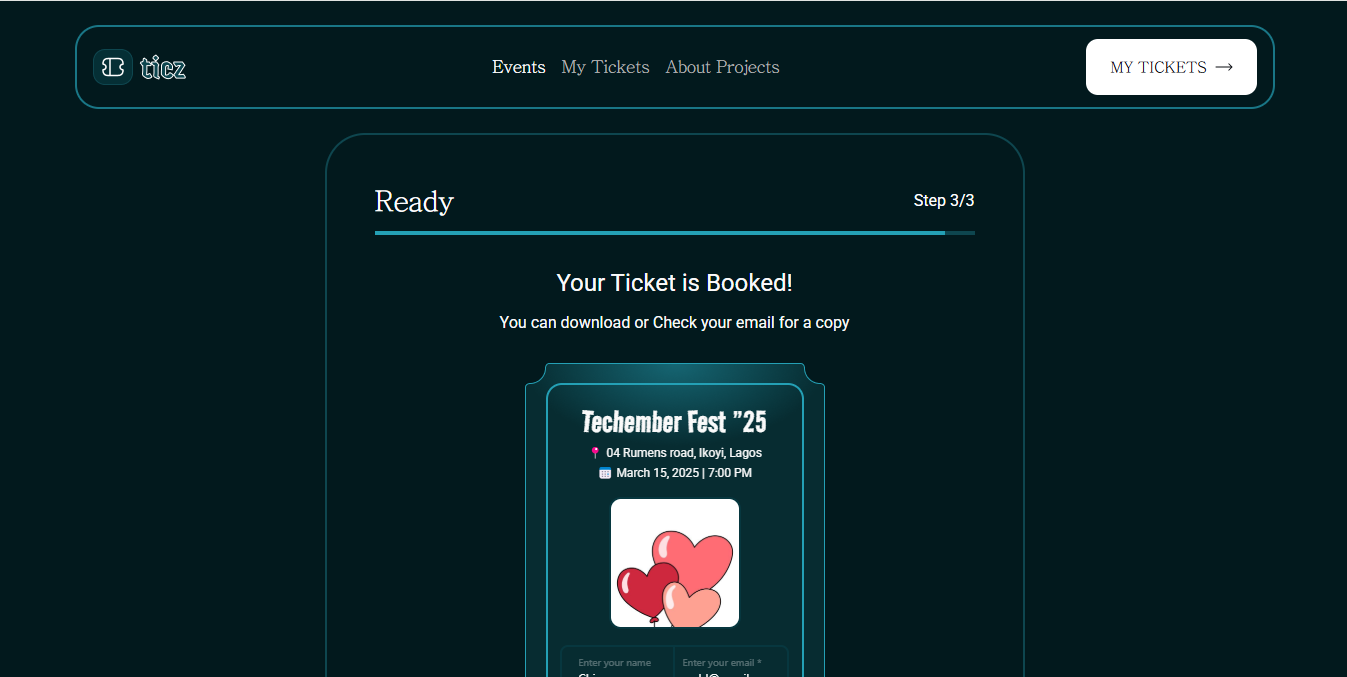 ticz
Events My Tickets About Projects
MY TICKETS →
Ready
Step 3/3
Your Ticket is Booked!
You can download or Check your email for a copy
Techember Fest ”25
04 Rumens road, Ikoyi, Lagos
March 15, 2025 | 7:00 PM
Enter your name
Enter your email *